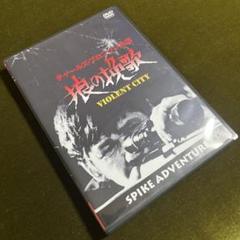 DVD
狼の挽歌
VIOLENT CITY
SPIKE ADVENTURE